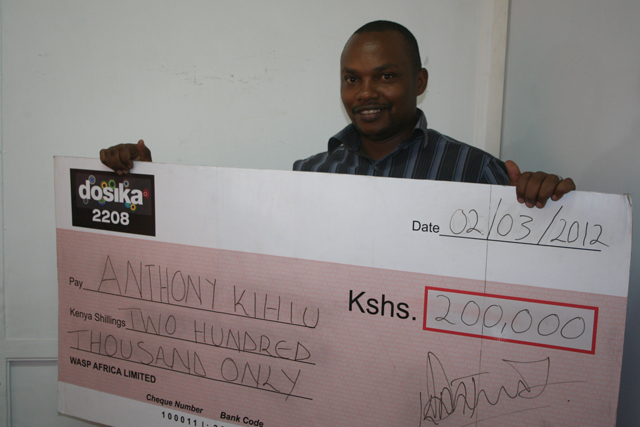 dosika
2208
Date 02/03/2012
Pay ANTHONY KIHIU
Kshs. 200,000
Kenya Shillings TWO HUNDRED
THOUSAND ONLY
WASP AFRICA LIMITED
Cheque Number Bank Code
100011